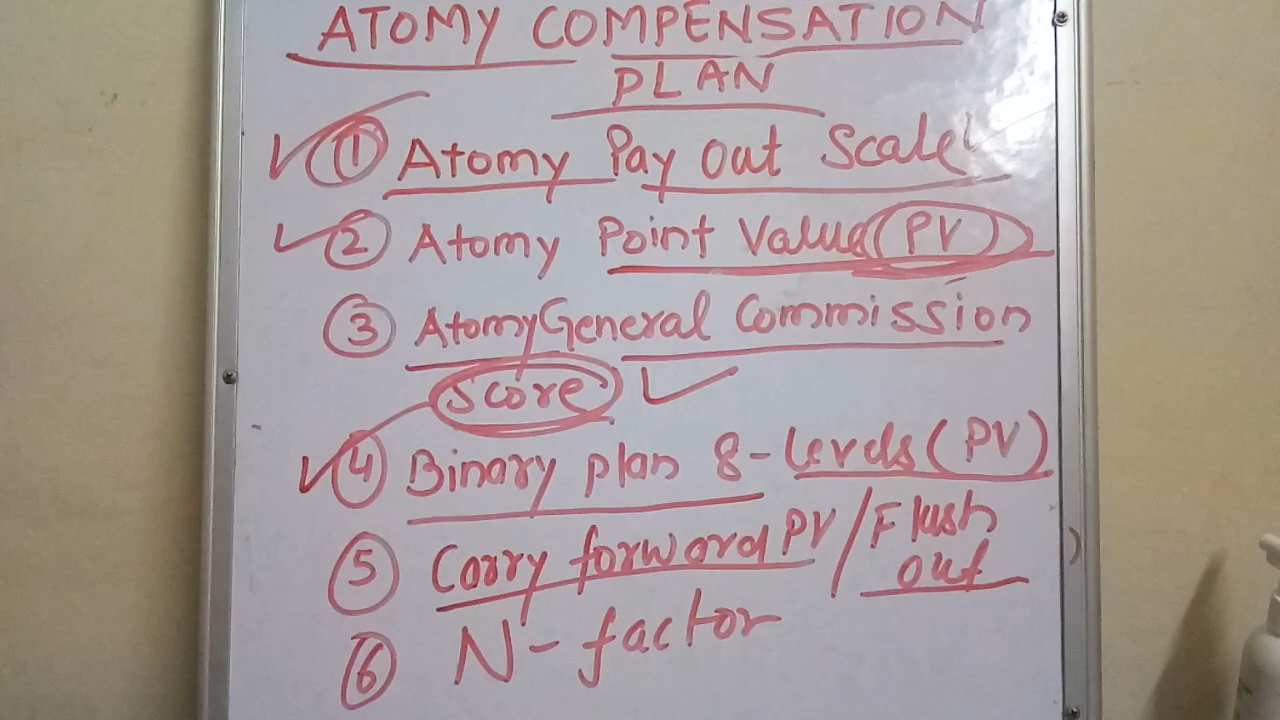 ATOMY COMPENSATION
PLAN
① Atomy Pay Out Scale
② Atomy Point Value (PV)
③ Atomy General Commission
Score
④ Binary plan 8-levels (PV)
⑤ Carry forward PV / Flush
out
⑥ N-factor